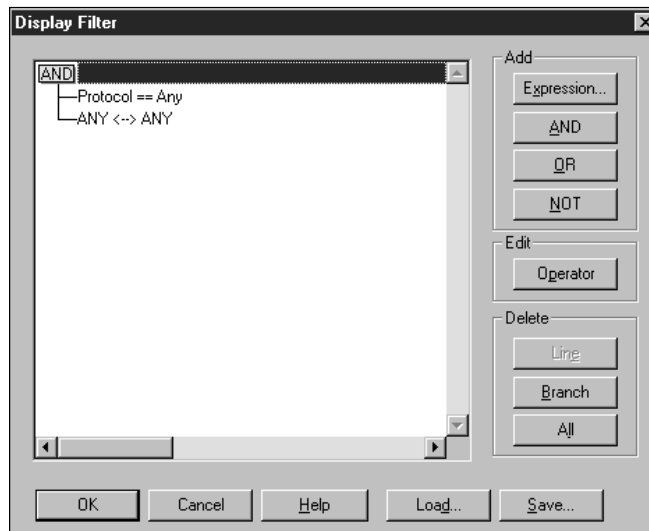 Display Filter
AND
Protocol == Any
ANY <--> ANY
Add
Expression...
AND
OR
NOT
Edit
Operator
Delete
Line
Branch
All
OK
Cancel
Help
Load...
Save...